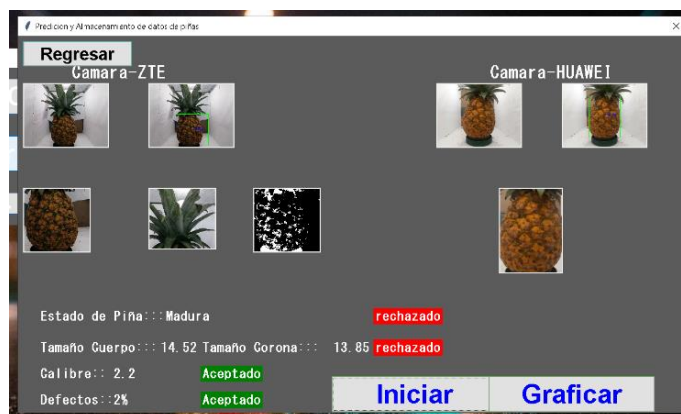 Predicion y Almacenamiento de datos de piñas
Regresar
Camara-ZTE
Camara-HUAWEI
Estado de Piña:::Madura rechazado
Tamaño Cuerpo::: 14.52 Tamaño Corona::: 13.85 rechazado
Calibre:: 2.2 Aceptado
Defectos::2% Aceptado
Iniciar
Graficar